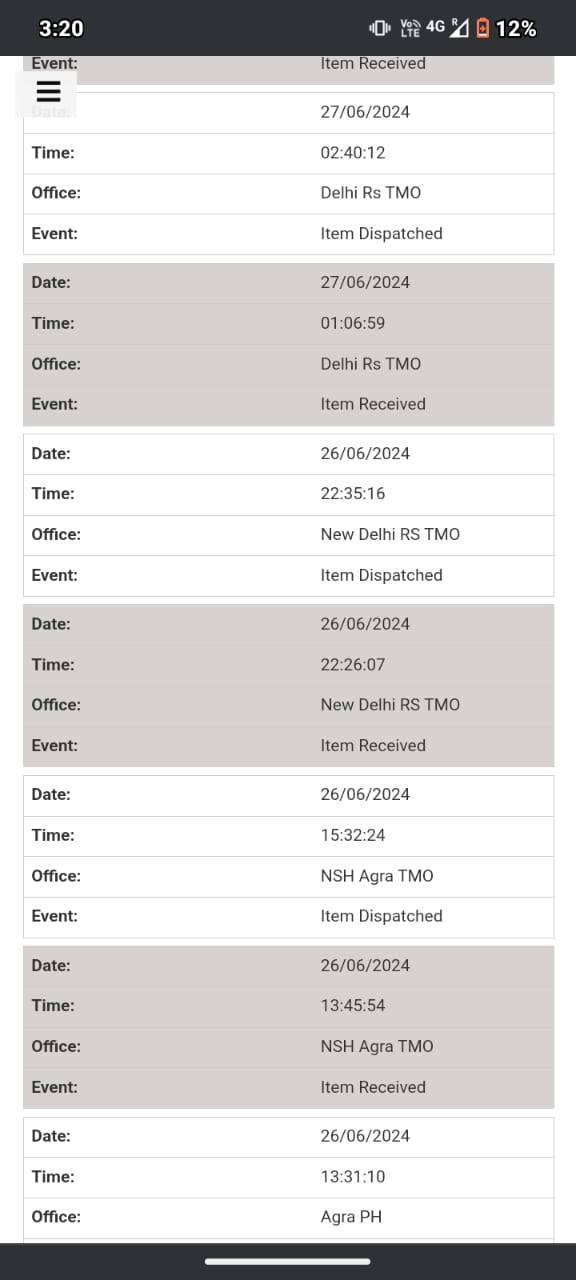 3:20 Vo LTE 4G R 12%
Event: Item Received
Date: 27/06/2024
Time: 02:40:12
Office: Delhi Rs TMO
Event: Item Dispatched
Date: 27/06/2024
Time: 01:06:59
Office: Delhi Rs TMO
Event: Item Received
Date: 26/06/2024
Time: 22:35:16
Office: New Delhi RS TMO
Event: Item Dispatched
Date: 26/06/2024
Time: 22:26:07
Office: New Delhi RS TMO
Event: Item Received
Date: 26/06/2024
Time: 15:32:24
Office: NSH Agra TMO
Event: Item Dispatched
Date: 26/06/2024
Time: 13:45:54
Office: NSH Agra TMO
Event: Item Received
Date: 26/06/2024
Time: 13:31:10
Office: Agra PH